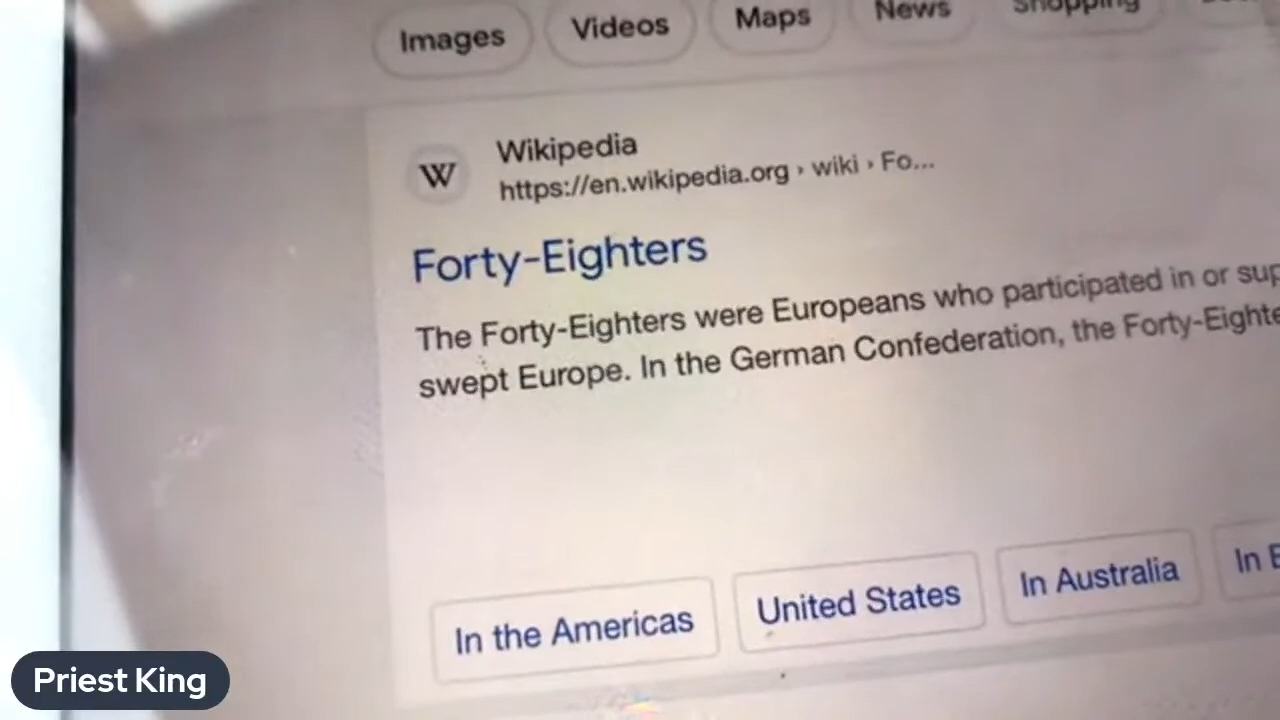 Images Videos Maps News Shopping
Wikipedia
https://en.wikipedia.org › wiki › Fo...
W
Forty-Eighters
The Forty-Eighters were Europeans who participated in or sup
swept Europe. In the German Confederation, the Forty-Eighte
In the Americas United States In Australia In E
Priest King